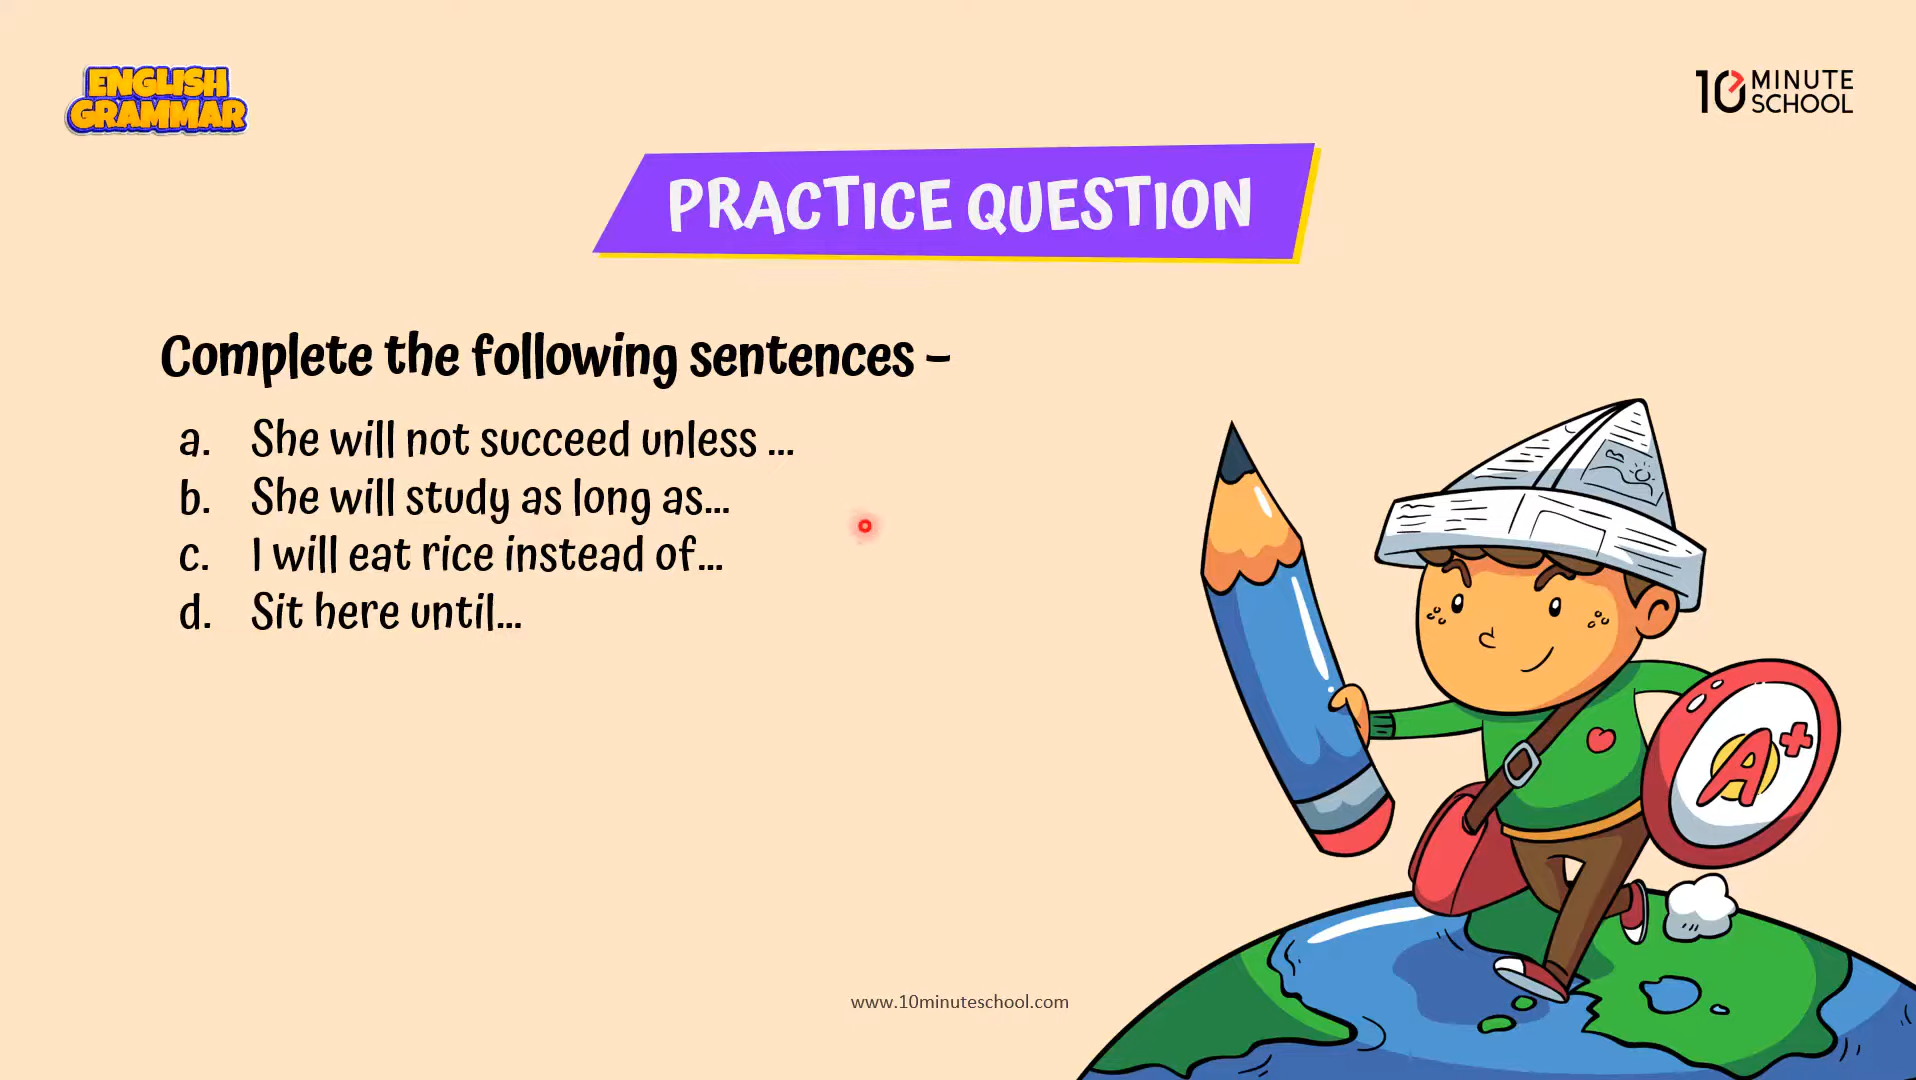 ENGLISH
GRAMMAR
10 MINUTE
SCHOOL
PRACTICE QUESTION
Complete the following sentences –
a. She will not succeed unless ...
b. She will study as long as...
c. I will eat rice instead of...
d. Sit here until...
A+
www.10minuteschool.com